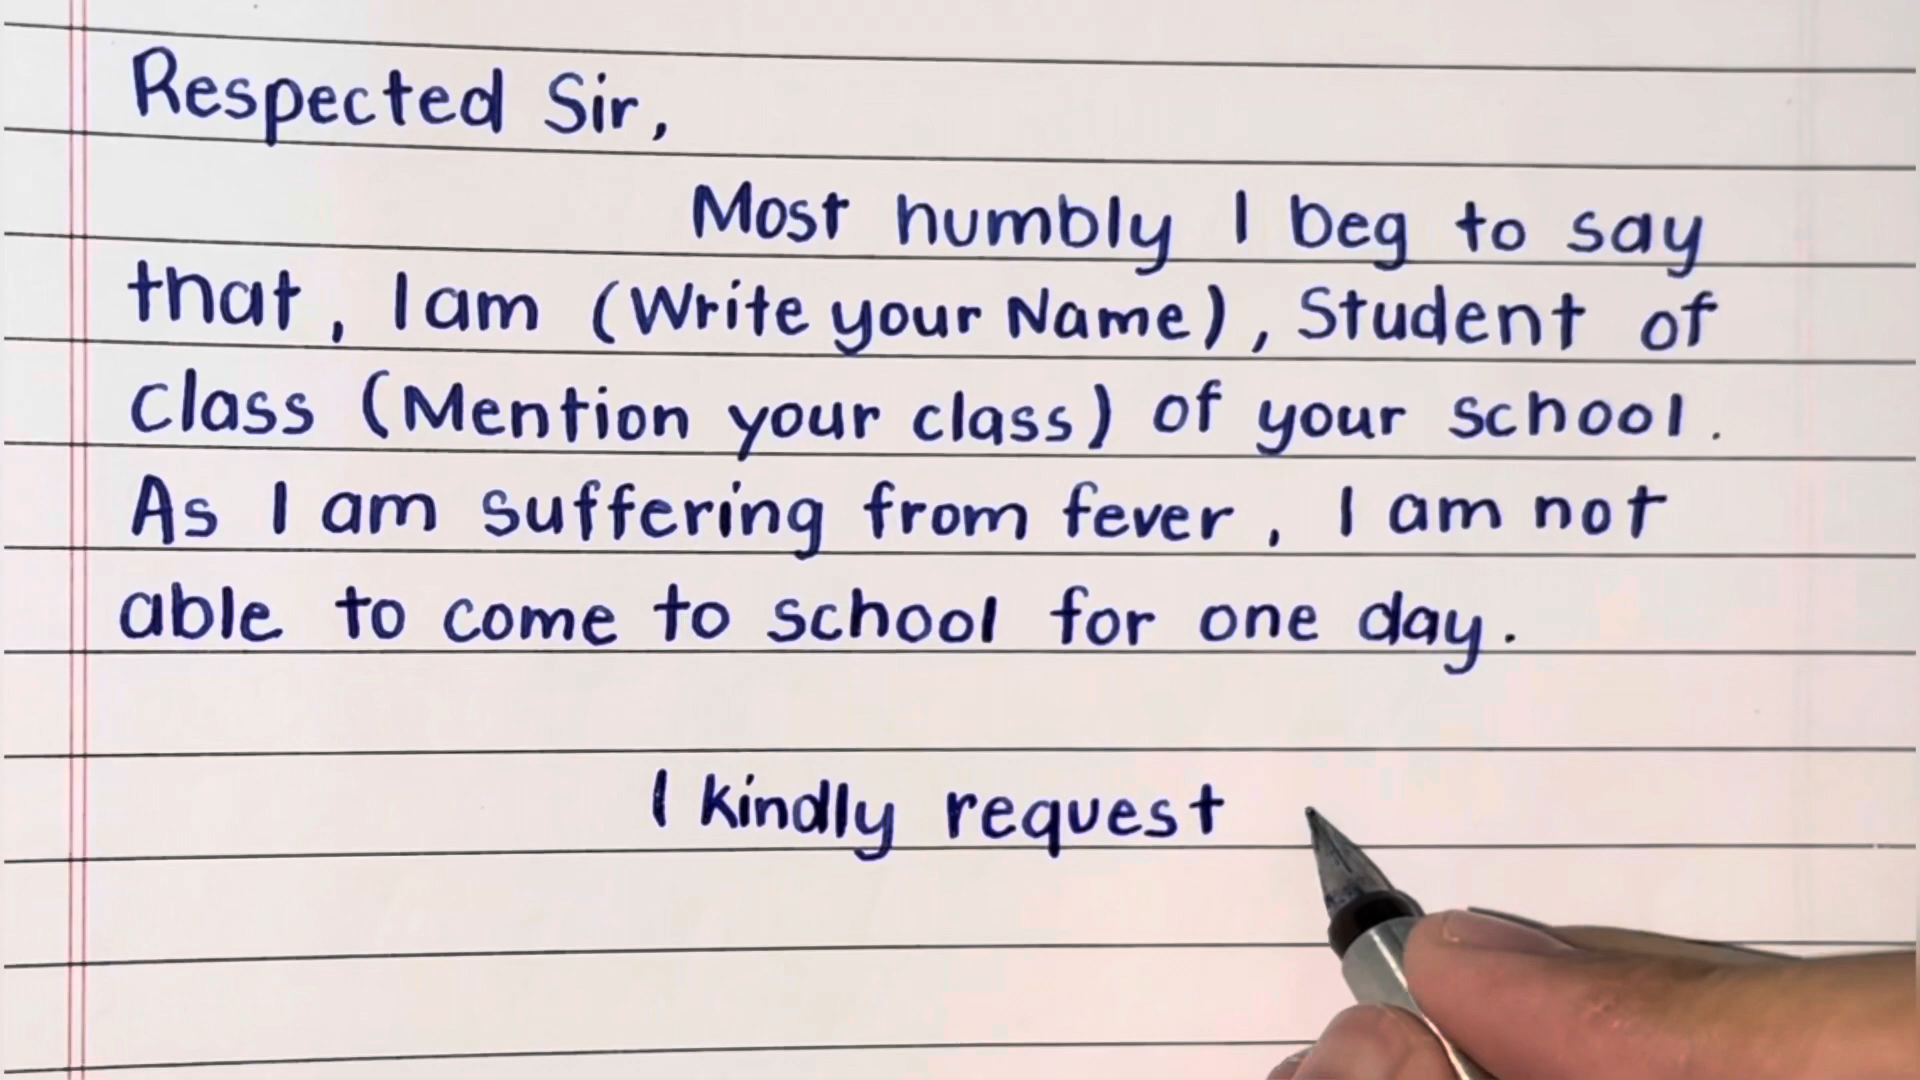 Respected Sir,
Most humbly I beg to say
that, I am (Write your Name), Student of
class (Mention your class) of your school.
As I am suffering from fever, I am not
able to come to school for one day.
I kindly request